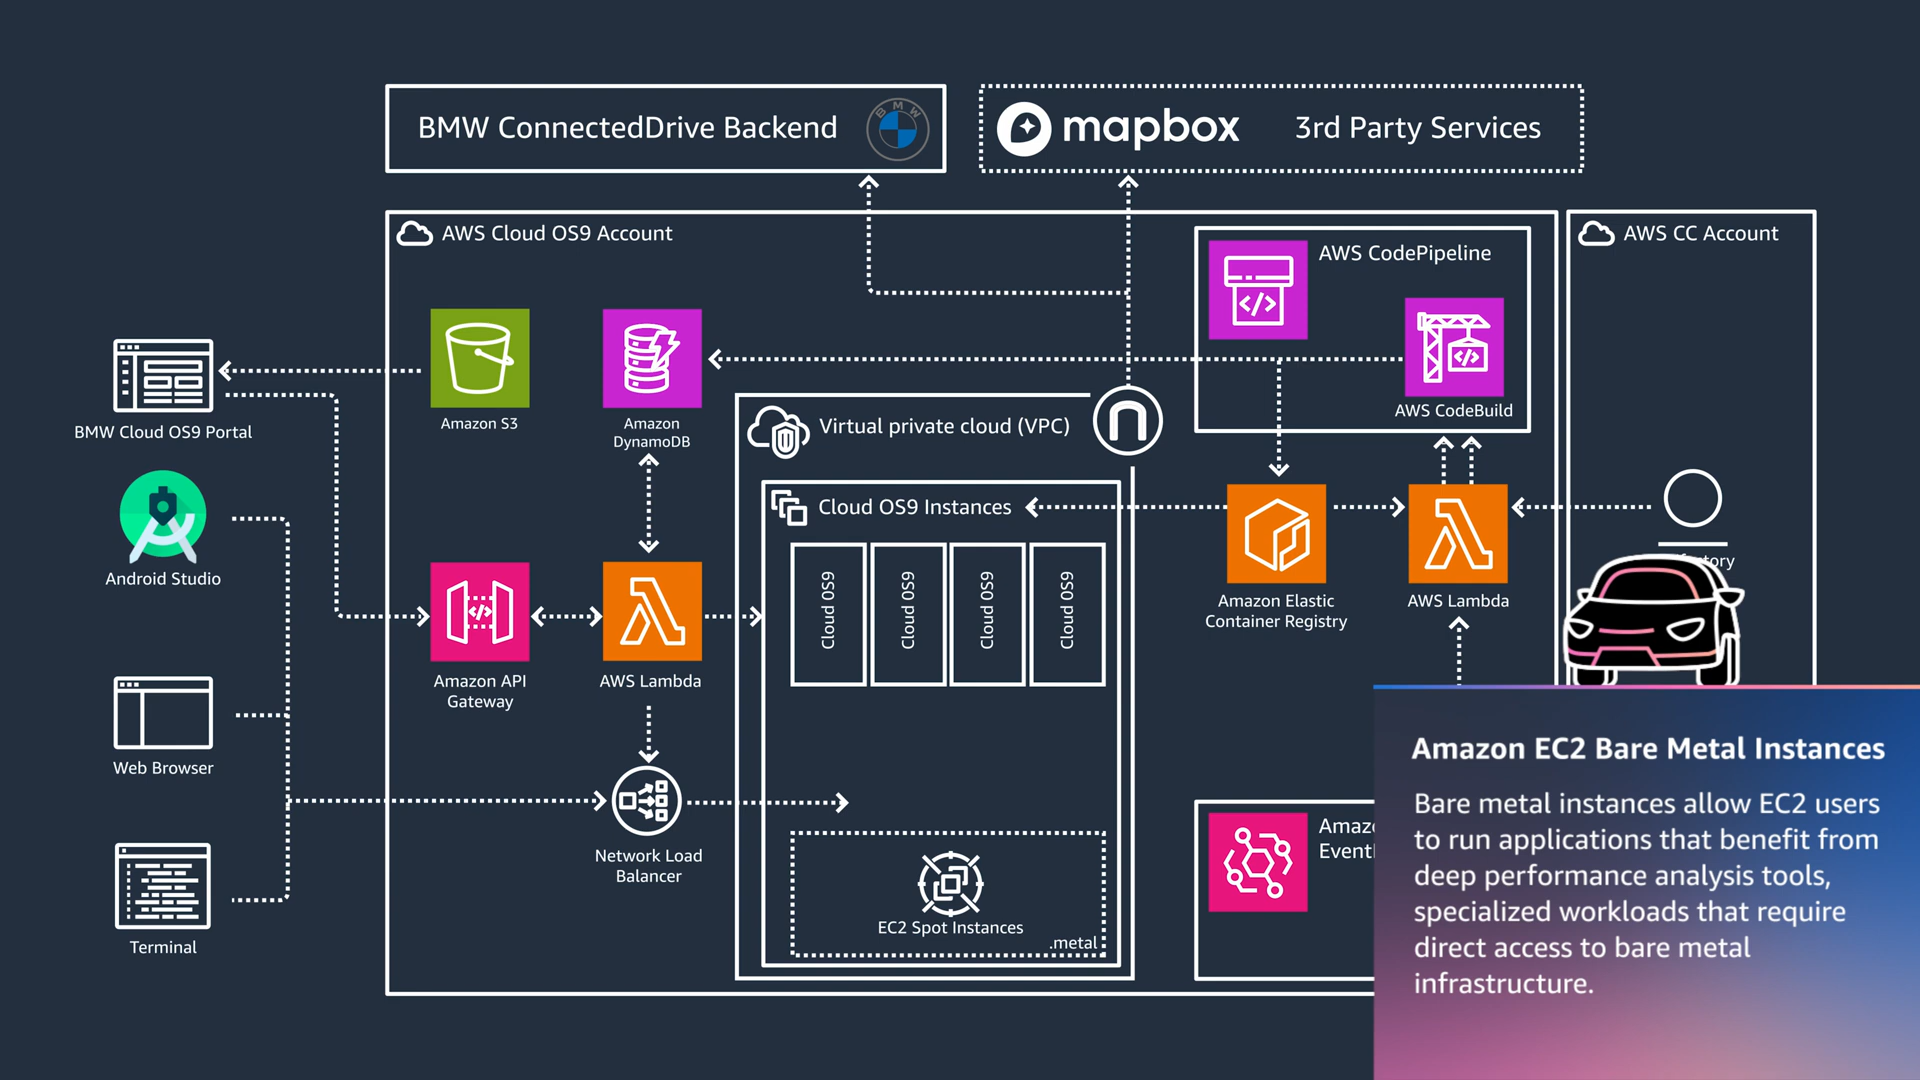 BMW ConnectedDrive Backend
BMW
mapbox
3rd Party Services
AWS Cloud OS9 Account
AWS CC Account
AWS CodePipeline
AWS CodeBuild
Amazon S3
Amazon
DynamoDB
BMW Cloud OS9 Portal
Virtual private cloud (VPC)
Cloud OS9 Instances
Cloud OS9
Cloud OS9
Cloud OS9
Cloud OS9
Android Studio
Amazon Elastic
Container Registry
AWS Lambda
Amazon API
Gateway
AWS Lambda
Web Browser
Network Load
Balancer
EC2 Spot Instances
.metal
Terminal
Amazon EC2 Bare Metal Instances
Bare metal instances allow EC2 users
to run applications that benefit from
deep performance analysis tools,
specialized workloads that require
direct access to bare metal
infrastructure.